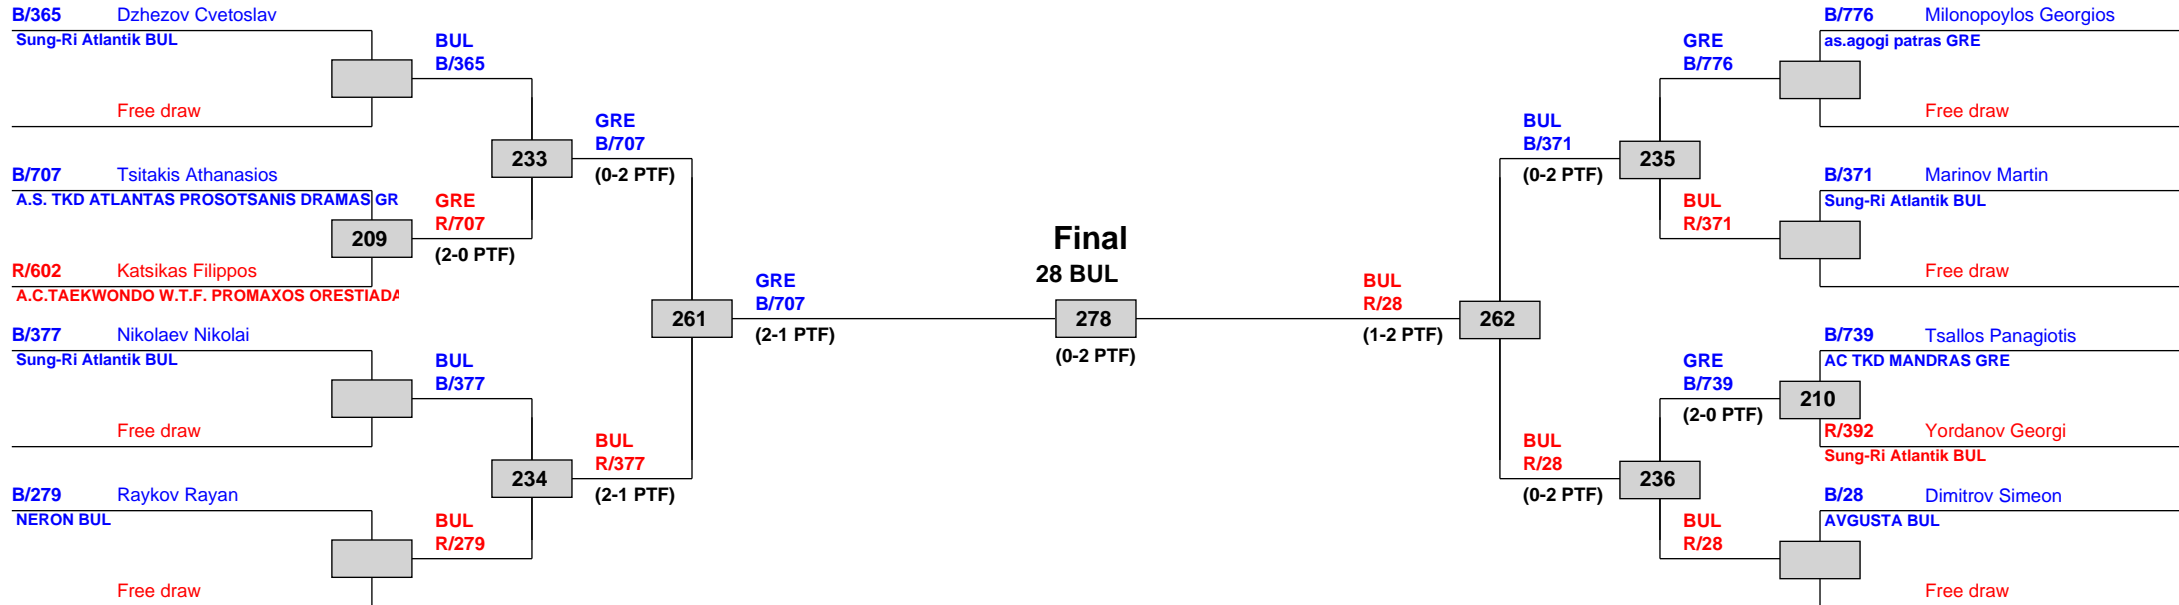 B/365 Dzhezov Cvetoslav
Sung-Ri Atlantik BUL
Free draw
B/707 Tsitakis Athanasios
A.S. TKD ATLANTAS PROSOTSANIS DRAMAS GR
209
R/602 Katsikas Filippos
A.C.TAEKWONDO W.T.F. PROMAXOS ORESTIADA
B/377 Nikolaev Nikolai
Sung-Ri Atlantik BUL
Free draw
B/279 Raykov Rayan
NERON BUL
Free draw
BUL
B/365
GRE
R/707
(2-0 PTF)
BUL
B/377
BUL
R/279
233
234
GRE
B/707
(0-2 PTF)
BUL
R/377
(2-1 PTF)
261
GRE
B/707
(2-1 PTF)
Final
28 BUL
278
(0-2 PTF)
BUL
R/28
(1-2 PTF)
262
BUL
B/371
(0-2 PTF)
BUL
R/28
(0-2 PTF)
235
236
GRE
B/776
BUL
R/371
GRE
B/739
(2-0 PTF)
BUL
R/28
B/776 Milonopoylos Georgios
as.agogi patras GRE
Free draw
B/371 Marinov Martin
Sung-Ri Atlantik BUL
Free draw
B/739 Tsallos Panagiotis
AC TKD MANDRAS GRE
210
R/392 Yordanov Georgi
Sung-Ri Atlantik BUL
B/28 Dimitrov Simeon
AVGUSTA BUL
Free draw